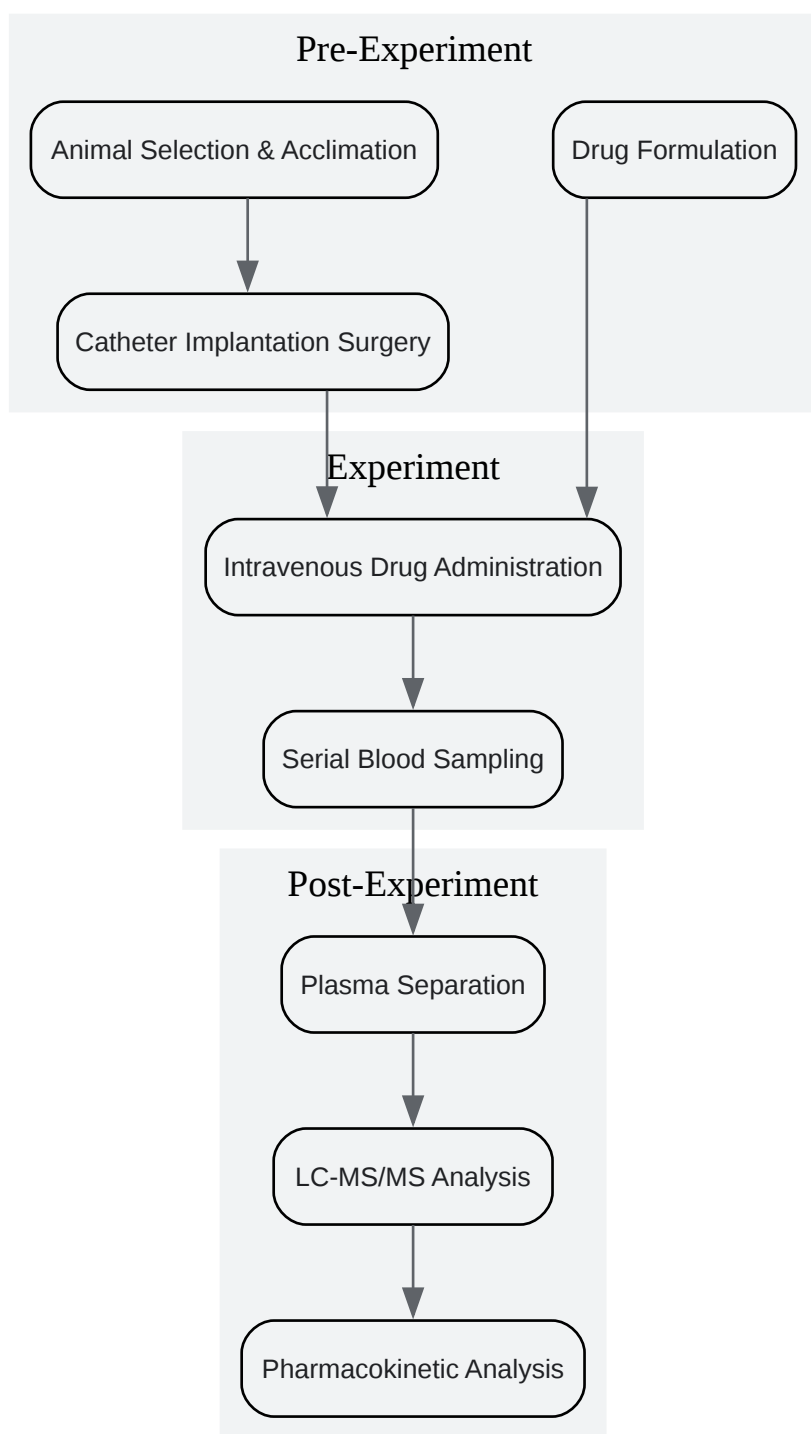 Pre-Experiment
Animal Selection & Acclimation
Drug Formulation
Catheter Implantation Surgery
Experiment
Intravenous Drug Administration
Serial Blood Sampling
Post-Experiment
Plasma Separation
LC-MS/MS Analysis
Pharmacokinetic Analysis